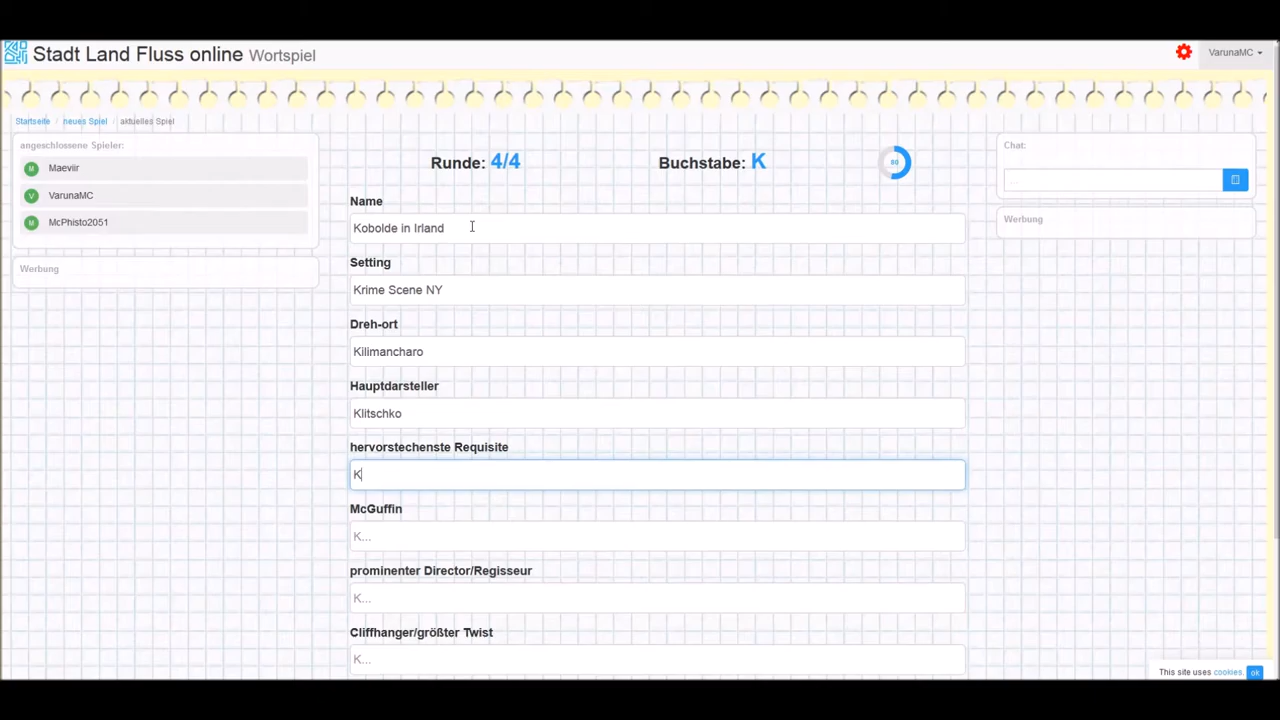 Stadt Land Fluss online Wortspiel
VarunaMC
Startseite / neues Spiel / aktuelles Spiel
angeschlossene Spieler:
M Maeviir
V VarunaMC
M McPhisto2051
Werbung
Runde: 4/4
Buchstabe: K
80
Name
Kobolde in Irland
Setting
Krime Scene NY
Dreh-ort
Kilimancharo
Hauptdarsteller
Klitschko
hervorstechenste Requisite
K
McGuffin
K...
prominenter Director/Regisseur
K...
Cliffhanger/größter Twist
K...
Chat:
...
Werbung
This site uses cookies. ok